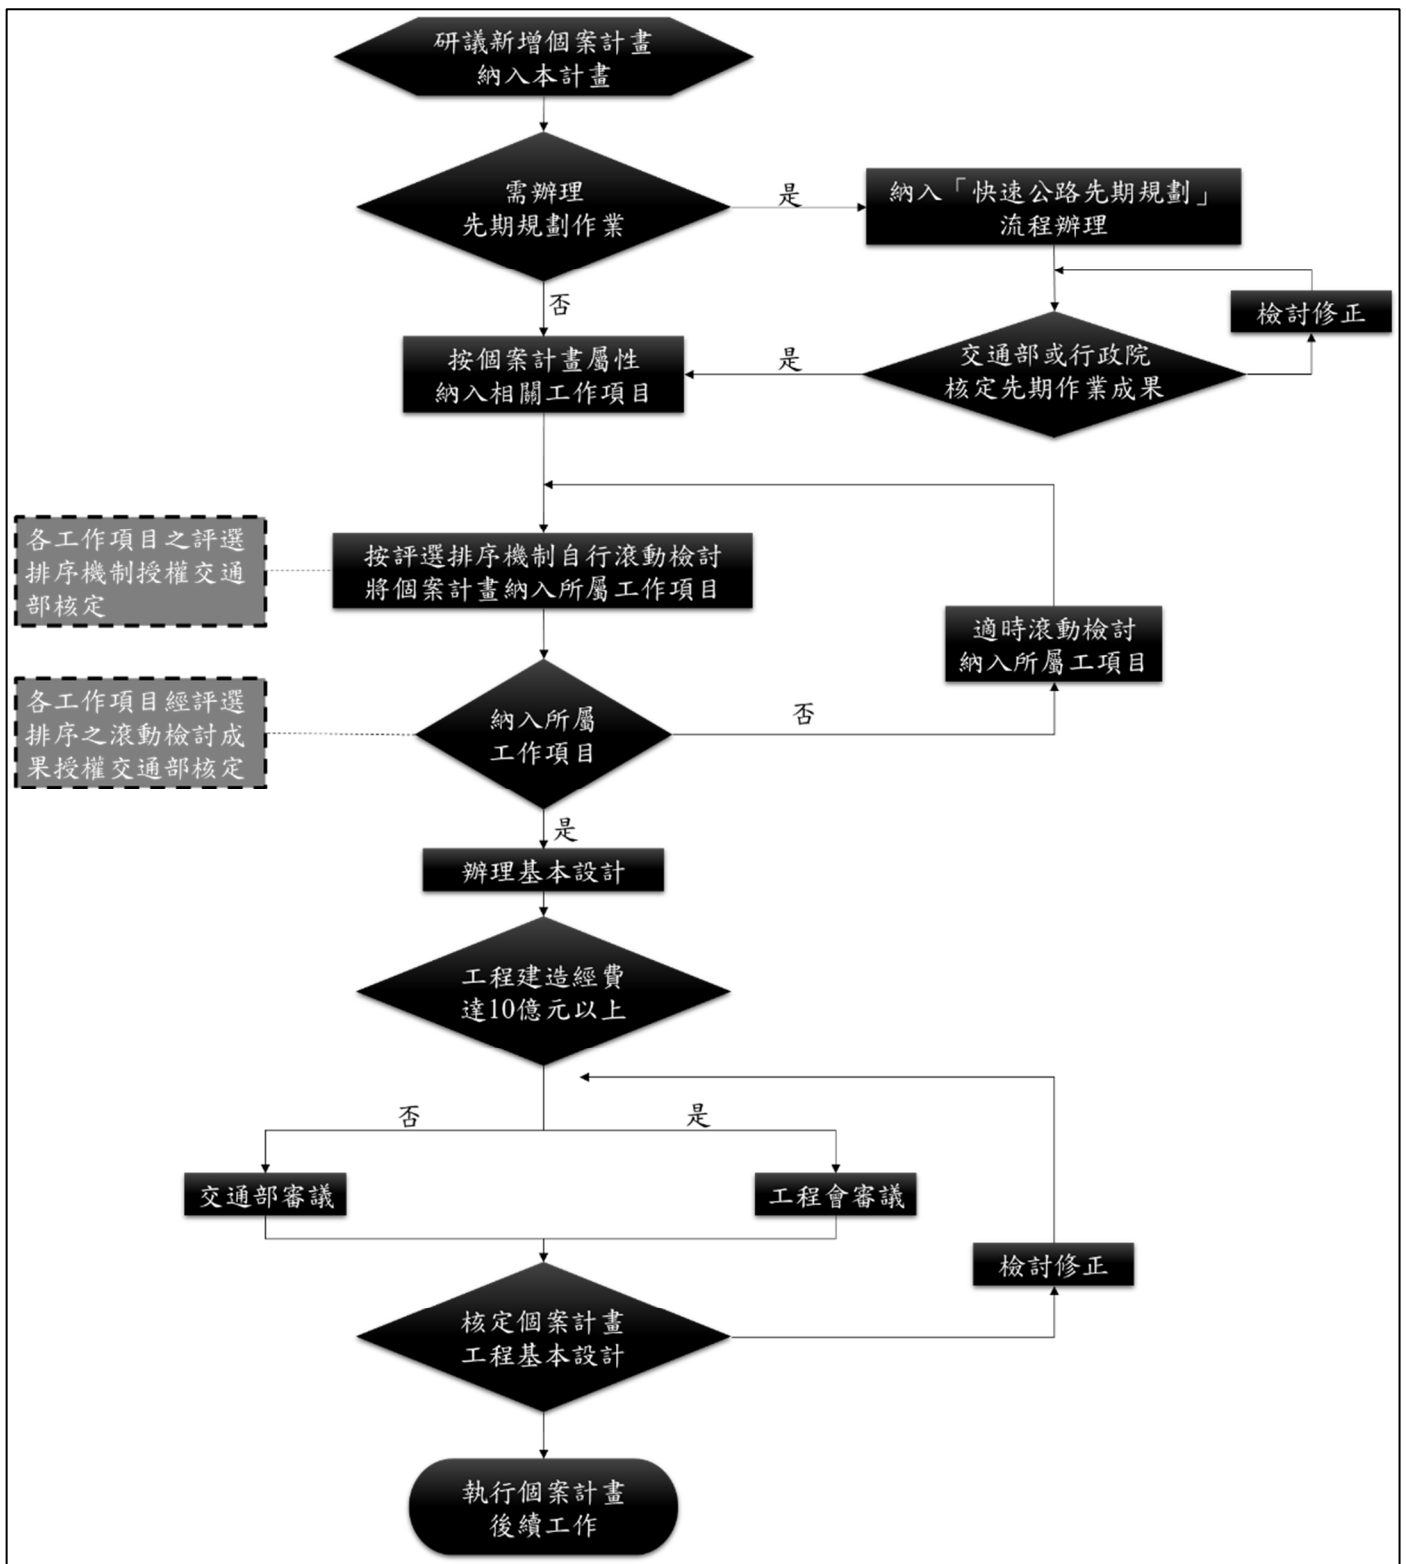 研議新增個案計畫
納入本計畫
需辦理
先期規劃作業
是
納入「快速公路先期規劃」
流程辦理
否
檢討修正
按個案計畫屬性
納入相關工作項目
是
交通部或行政院
核定先期作業成果
各工作項目之評選
排序機制授權交通
部核定
按評選排序機制自行滾動檢討
將個案計畫納入所屬工作項目
適時滾動檢討
納入所屬工項目
各工作項目經評選
排序之滾動檢討成
果授權交通部核定
納入所屬
工作項目
否
是
辦理基本設計
工程建造經費
達10億元以上
否
是
交通部審議
工程會審議
檢討修正
核定個案計畫
工程基本設計
執行個案計畫
後續工作